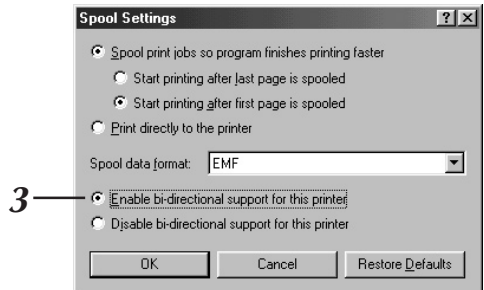 Spool Settings
Spool print jobs so program finishes printing faster
Start printing after last page is spooled
Start printing after first page is spooled
Print directly to the printer
Spool data format: EMF
3 Enable bi-directional support for this printer
Disable bi-directional support for this printer
OK Cancel Restore Defaults